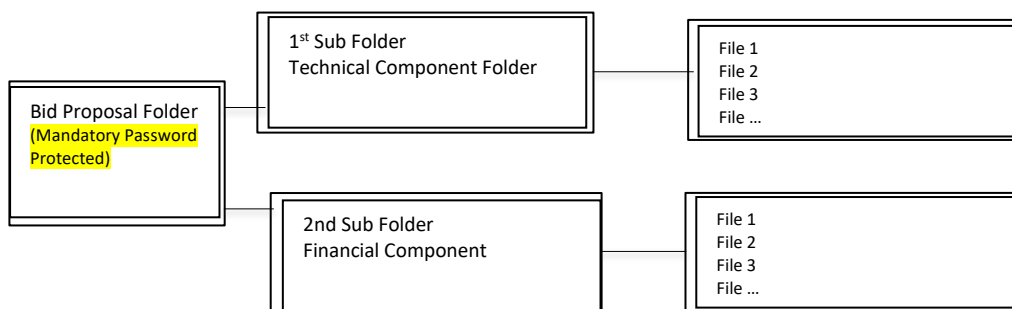 1st Sub Folder
Technical Component Folder
File 1
File 2
File 3
File ...
Bid Proposal Folder
(Mandatory Password
Protected)
2nd Sub Folder
Financial Component
File 1
File 2
File 3
File ...